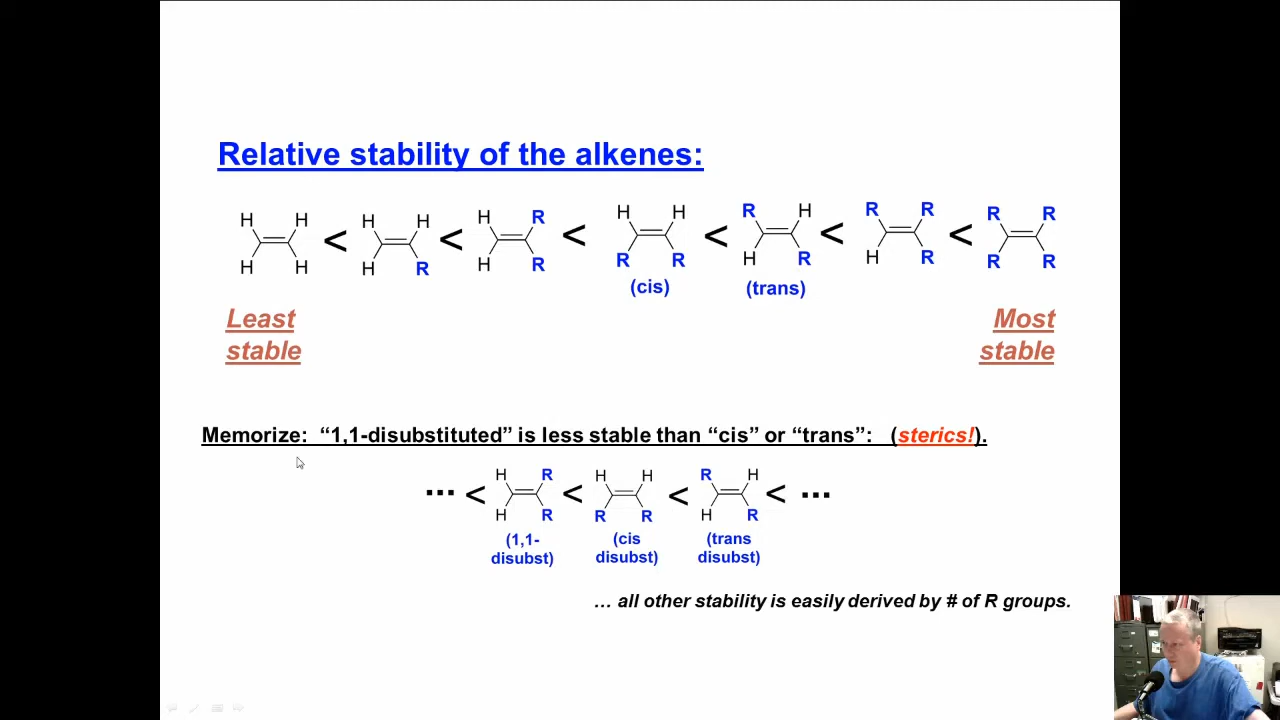 Relative stability of the alkenes:
H H H H < H H H R < H R H R < H H R R < R H H R < R R H R < R R R R
(cis) (trans)
Least stable
Most stable
Memorize: “1,1-disubstituted” is less stable than “cis” or “trans”: (sterics!).
... < H R H R < H H R R < R H H R < ...
(1,1-disubst) (cis disubst) (trans disubst)
… all other stability is easily derived by # of R groups.